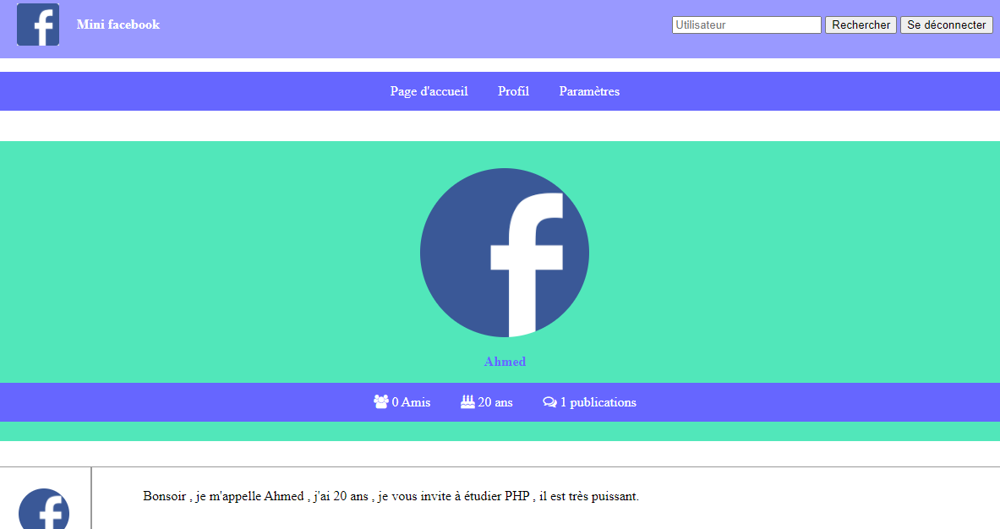 Mini facebook
Utilisateur Rechercher Se déconnecter
Page d'accueil Profil Paramètres
Ahmed
0 Amis 20 ans 1 publications
Bonsoir , je m'appelle Ahmed , j'ai 20 ans , je vous invite à étudier PHP , il est très puissant.